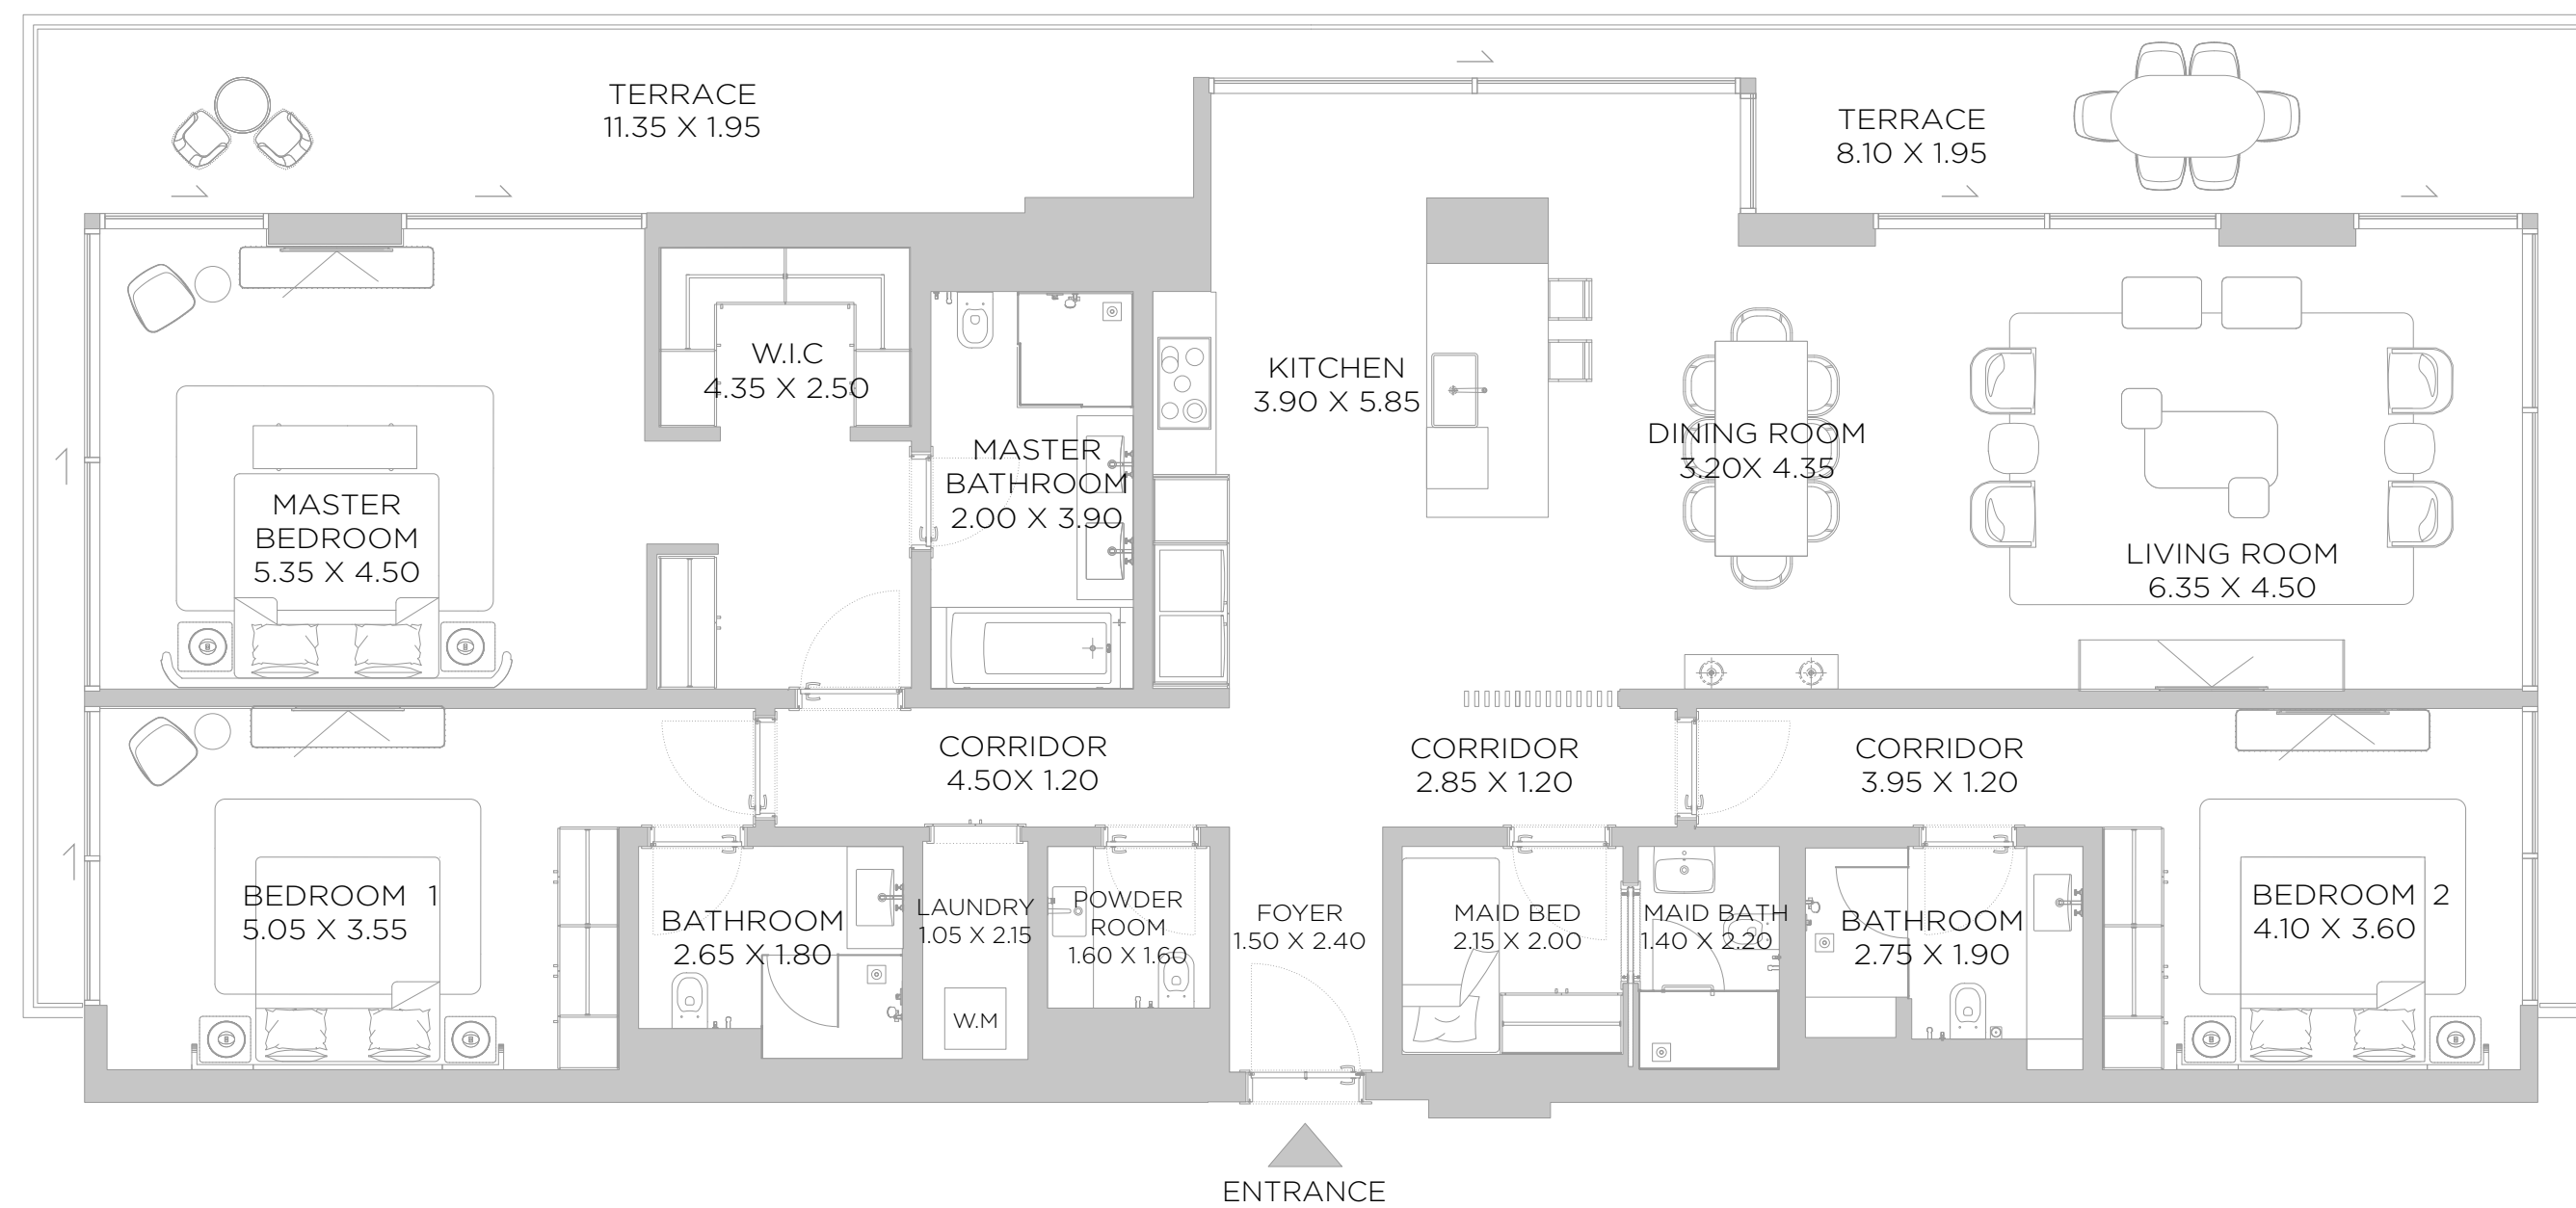 TERRACE
11.35 X 1.95
TERRACE
8.10 X 1.95
W.I.C
4.35 X 2.50
KITCHEN
3.90 X 5.85
MASTER
BATHROOM
2.00 X 3.90
DINING ROOM
3.20X 4.35
MASTER
BEDROOM
5.35 X 4.50
LIVING ROOM
6.35 X 4.50
CORRIDOR
4.50X 1.20
CORRIDOR
2.85 X 1.20
CORRIDOR
3.95 X 1.20
BEDROOM 1
5.05 X 3.55
BATHROOM
2.65 X 1.80
LAUNDRY
1.05 X 2.15
W.M
POWDER
ROOM
1.60 X 1.60
FOYER
1.50 X 2.40
MAID BED
2.15 X 2.00
MAID BATH
1.40 X 2.20
BATHROOM
2.75 X 1.90
BEDROOM 2
4.10 X 3.60
ENTRANCE